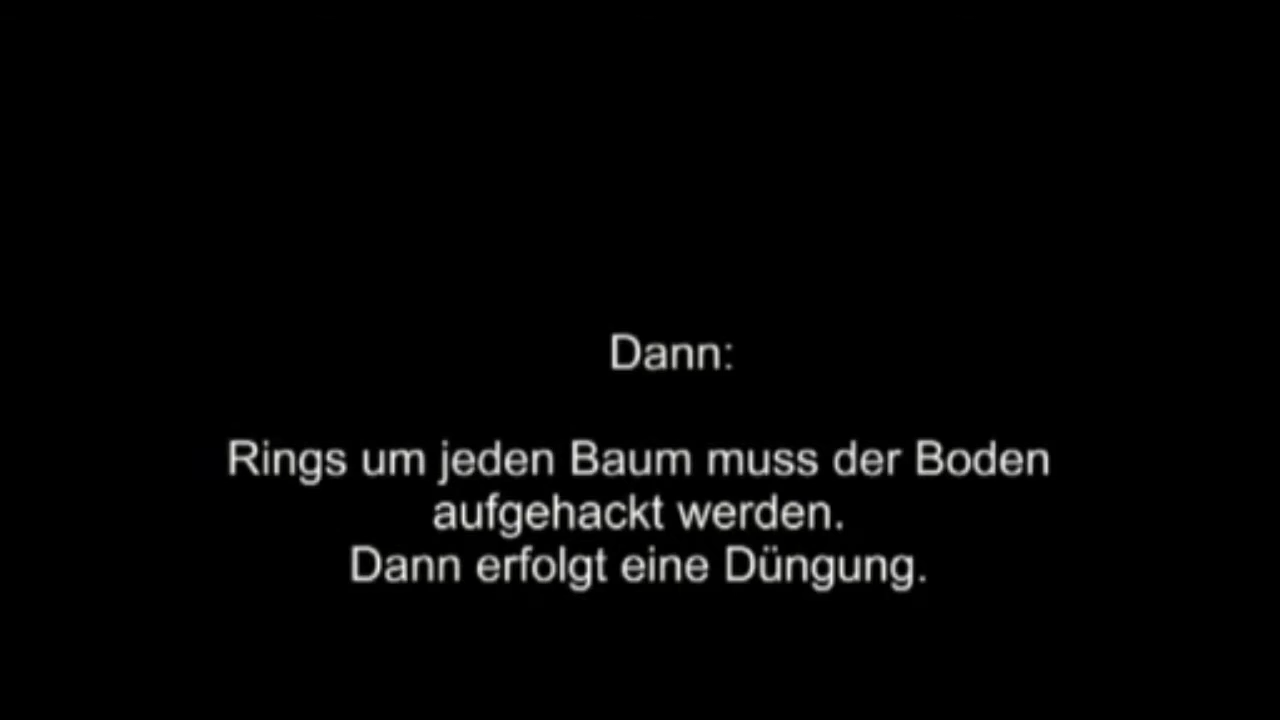 Dann:
Rings um jeden Baum muss der Boden
aufgehackt werden.
Dann erfolgt eine Düngung.